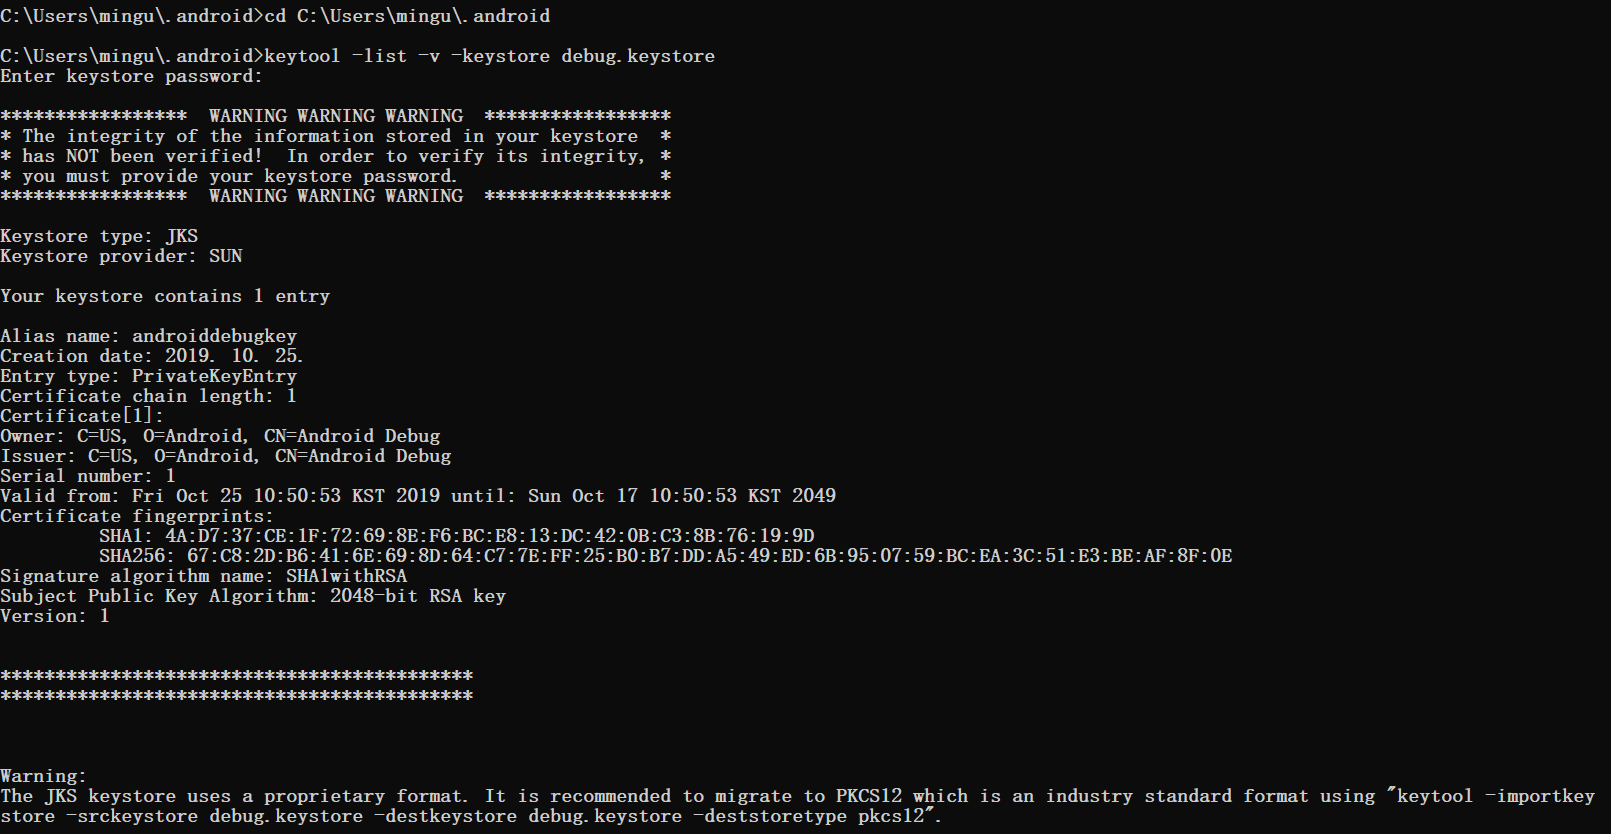 C:\Users\mingu\.android>cd C:\Users\mingu\.android
C:\Users\mingu\.android>keytool -list -v -keystore debug.keystore
Enter keystore password:
*****************  WARNING WARNING WARNING  *****************
* The integrity of the information stored in your keystore  *
* has NOT been verified!  In order to verify its integrity, *
* you must provide your keystore password.                  *
*****************  WARNING WARNING WARNING  *****************
Keystore type: JKS
Keystore provider: SUN
Your keystore contains 1 entry
Alias name: androiddebugkey
Creation date: 2019. 10. 25.
Entry type: PrivateKeyEntry
Certificate chain length: 1
Certificate[1]:
Owner: C=US, O=Android, CN=Android Debug
Issuer: C=US, O=Android, CN=Android Debug
Serial number: 1
Valid from: Fri Oct 25 10:50:53 KST 2019 until: Sun Oct 17 10:50:53 KST 2049
Certificate fingerprints:
         SHA1: 4A:D7:37:CE:1F:72:69:8E:F6:BC:E8:13:DC:42:0B:C3:8B:76:19:9D
         SHA256: 67:C8:2D:B6:41:6E:69:8D:64:C7:7E:FF:25:B0:B7:DD:A5:49:ED:6B:95:07:59:BC:EA:3C:51:E3:BE:AF:8F:0E
Signature algorithm name: SHA1withRSA
Subject Public Key Algorithm: 2048-bit RSA key
Version: 1
*******************************************
*******************************************
Warning:
The JKS keystore uses a proprietary format. It is recommended to migrate to PKCS12 which is an industry standard format using "keytool -importkey
store -srckeystore debug.keystore -destkeystore debug.keystore -deststoretype pkcs12".